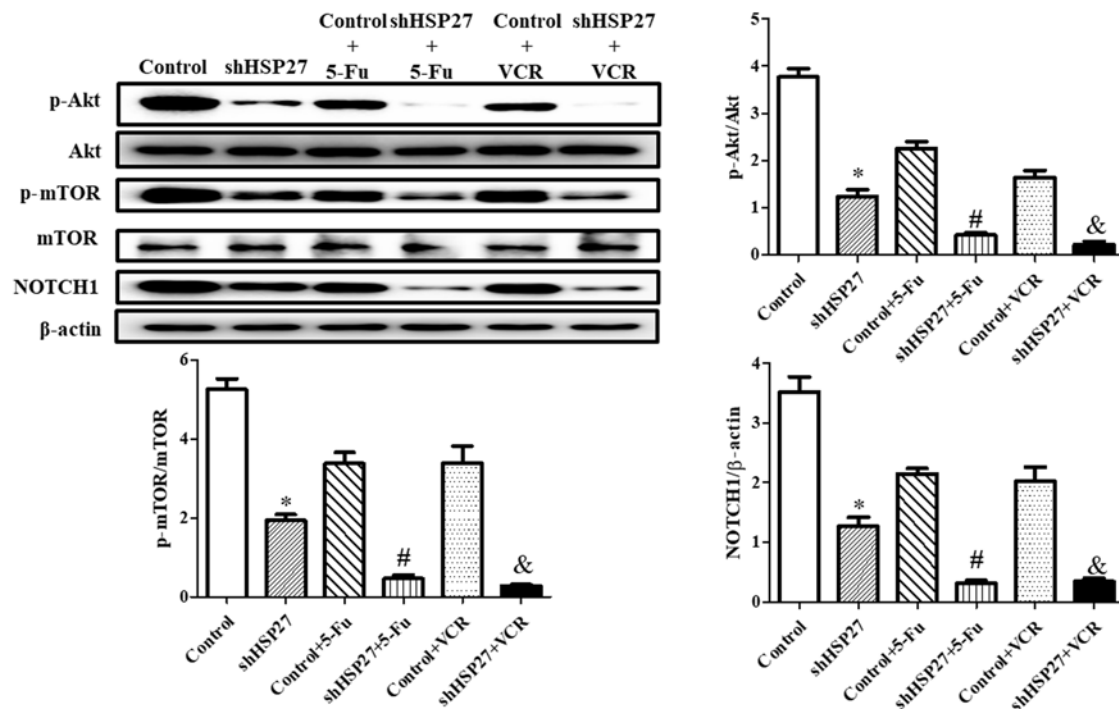 Control shHSP27 Control shHSP27
+ + + +
Control shHSP27 5-Fu 5-Fu VCR VCR
p-Akt
Akt
p-mTOR
mTOR
NOTCH1
β-actin
p-Akt/Akt
5
4
3
2
1
0
*
#
&
Control
shHSP27
Control+5-Fu
shHSP27+5-Fu
Control+VCR
shHSP27+VCR
p-mTOR/mTOR
6
4
2
0
*
#
&
Control
shHSP27
Control+5-Fu
shHSP27+5-Fu
Control+VCR
shHSP27+VCR
NOTCH1/β-actin
4
3
2
1
0
*
#
&
Control
shHSP27
Control+5-Fu
shHSP27+5-Fu
Control+VCR
shHSP27+VCR